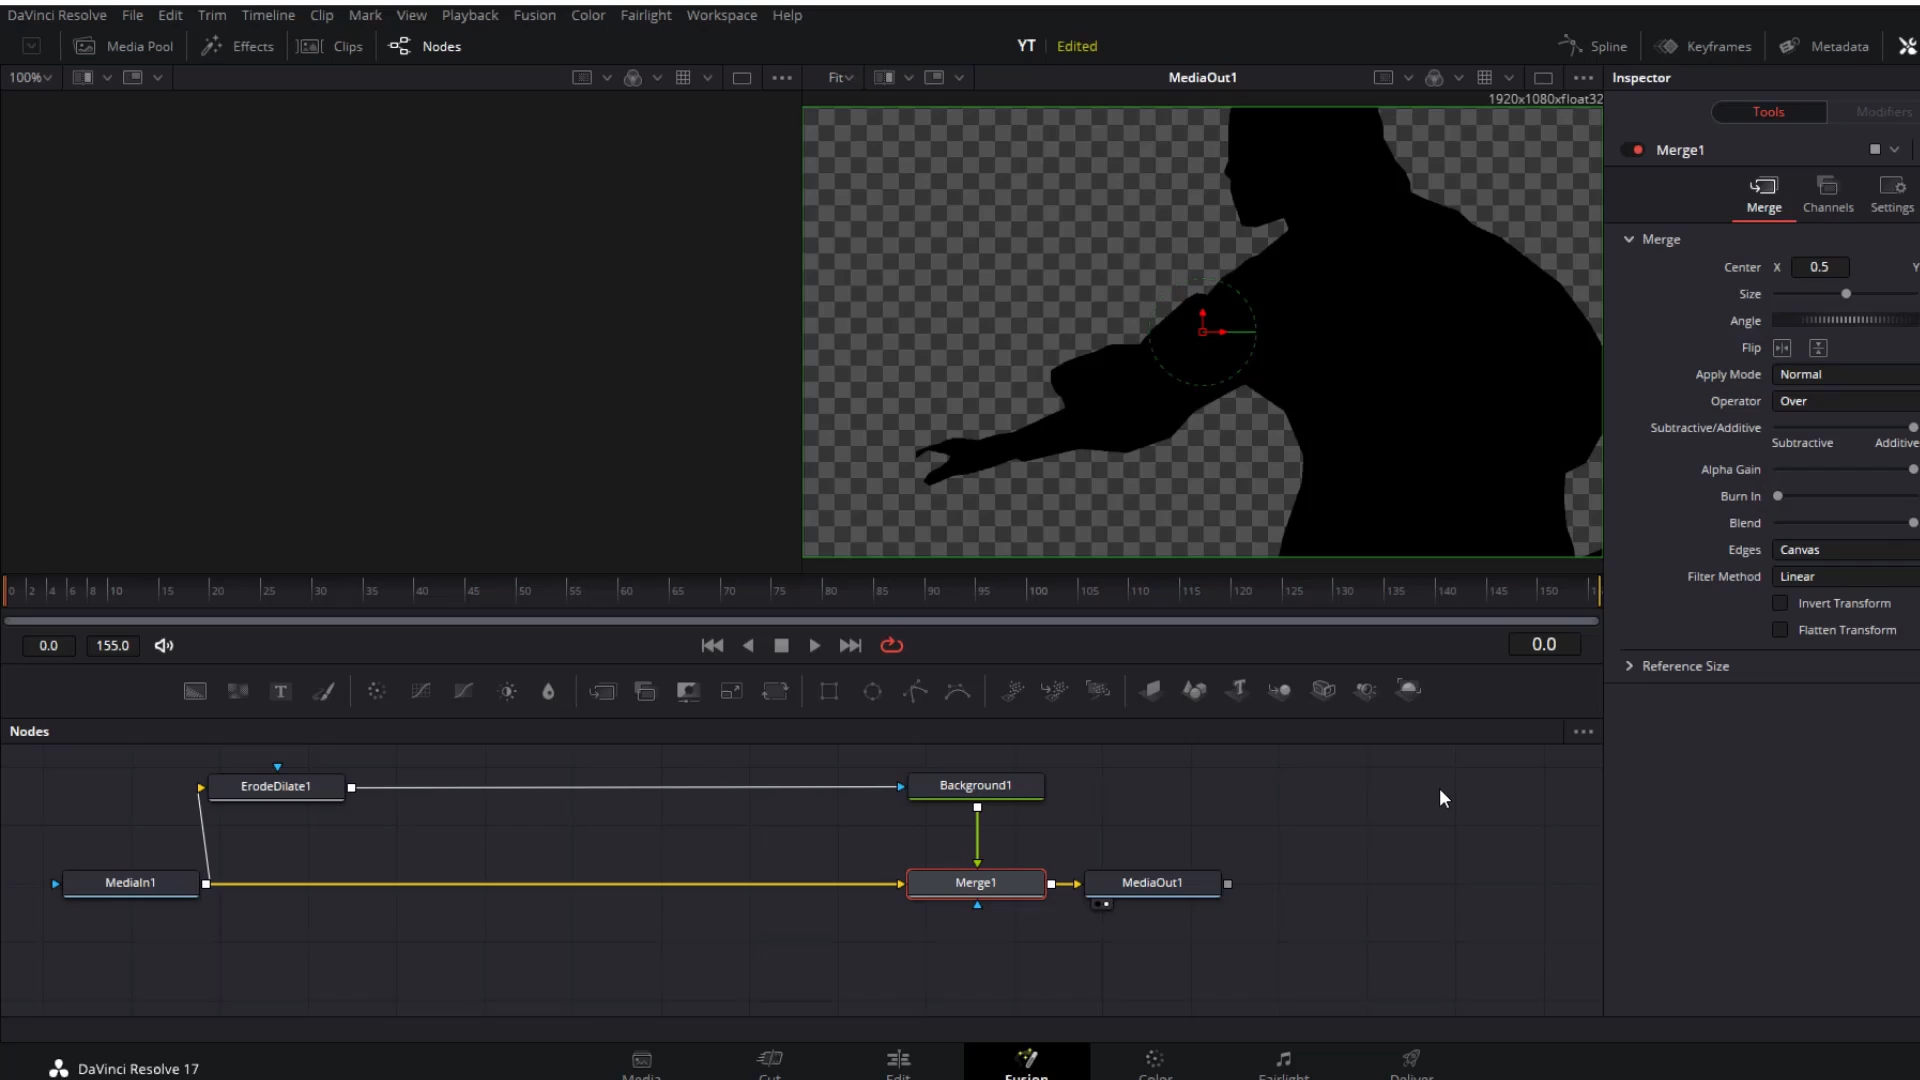 DaVinci Resolve File Edit Trim Timeline Clip Mark View Playback Fusion Color Fairlight Workspace Help
Media Pool Effects Clips Nodes YT Edited Spline Keyframes Metadata
100% Fit MediaOut1 Inspector
1920x1080xfloat32
Tools Modifiers
Merge1
Merge Channels Settings
Merge
Center X 0.5 Y
Size
Angle
Flip
Apply Mode Normal
Operator Over
Subtractive/Additive
Subtractive Additive
Alpha Gain
Burn In
Blend
Edges Canvas
Filter Method Linear
Invert Transform
Flatten Transform
Reference Size
0 2 4 6 8 10 15 20 25 30 35 40 45 50 55 60 65 70 75 80 85 90 95 100 105 110 115 120 125 130 135 140 145 150 1
0.0 155.0 0.0
T T
Nodes
ErodeDilate1 Background1
MediaIn1 Merge1 MediaOut1
DaVinci Resolve 17 Media Cut Edit Fusion Color Fairlight Deliver